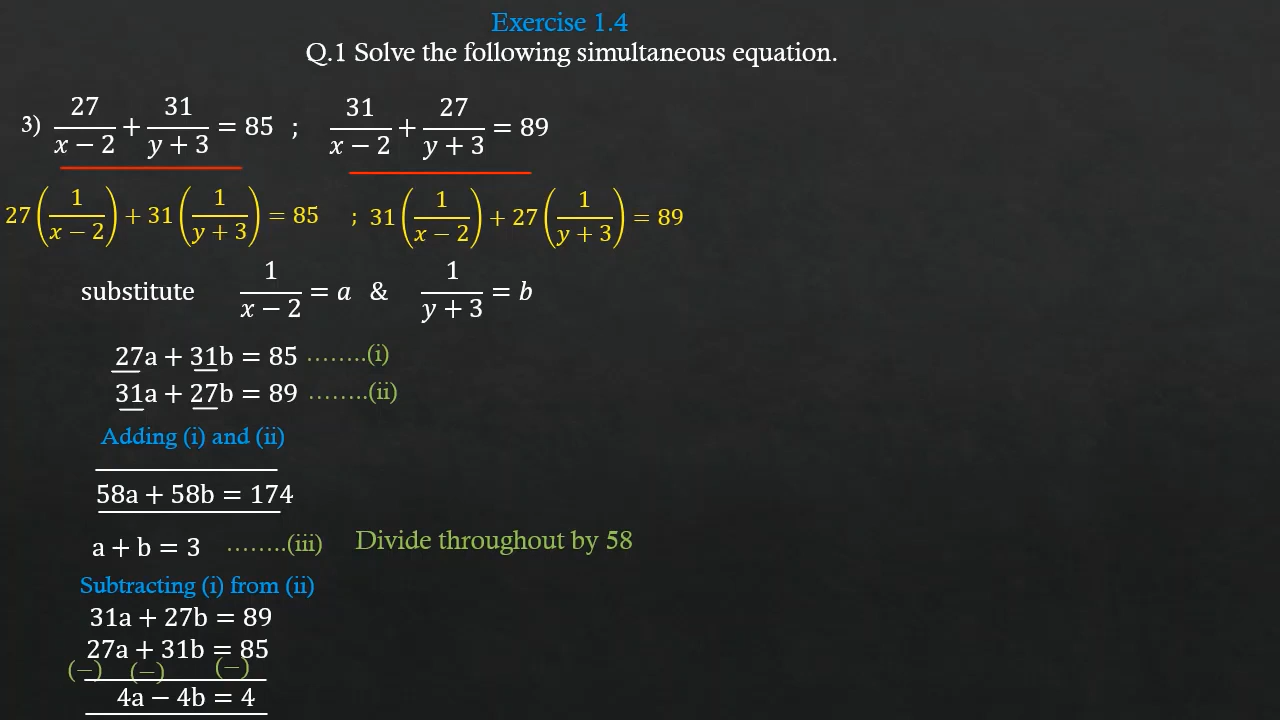 Exercise 1.4
Q.1 Solve the following simultaneous equation.
3) 27/(x − 2) + 31/(y + 3) = 85 ; 31/(x − 2) + 27/(y + 3) = 89
27(1/(x − 2)) + 31(1/(y + 3)) = 85 ; 31(1/(x − 2)) + 27(1/(y + 3)) = 89
substitute 1/(x − 2) = a & 1/(y + 3) = b
27a + 31b = 85 ........(i)
31a + 27b = 89 ........(ii)
Adding (i) and (ii)
58a + 58b = 174
a + b = 3 ........(iii) Divide throughout by 58
Subtracting (i) from (ii)
31a + 27b = 89
27a + 31b = 85
(−) (−) (−)
4a − 4b = 4